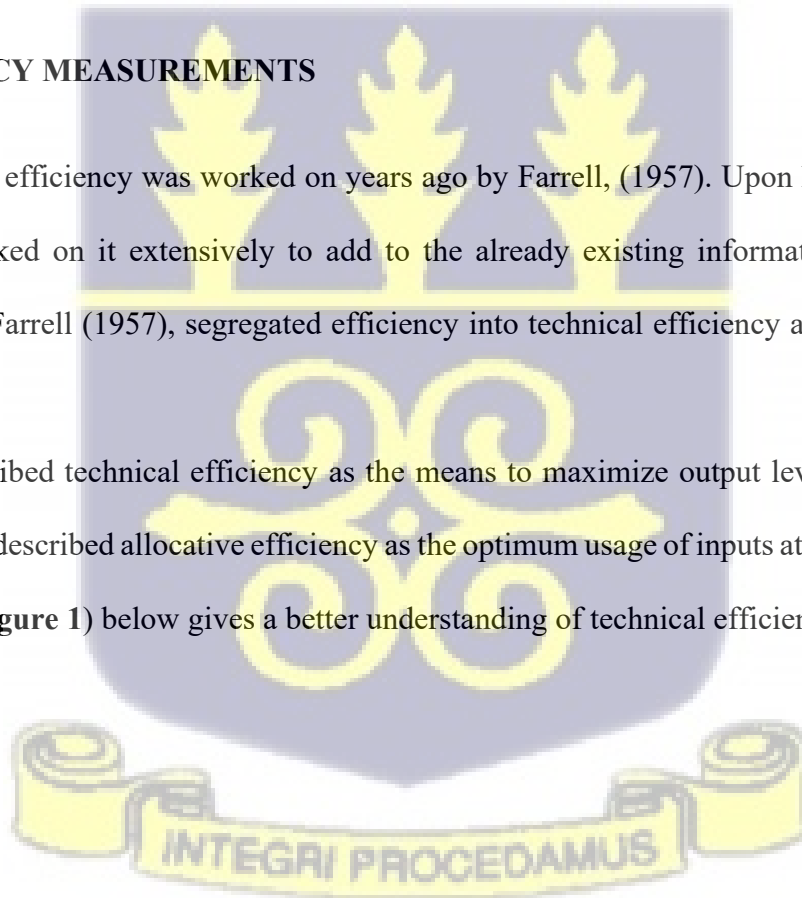 CY MEASUREMENTS
efficiency was worked on years ago by Farrell, (1957). Upon
ked on it extensively to add to the already existing informat
Farrell (1957), segregated efficiency into technical efficiency a
ibed technical efficiency as the means to maximize output lev
described allocative efficiency as the optimum usage of inputs at
gure 1) below gives a better understanding of technical efficien
INTEGRI PROCEDAMUS